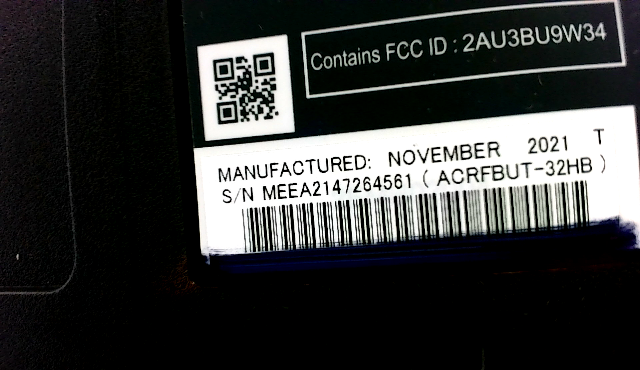 Contains FCC ID : 2AU3BU9W34
MANUFACTURED: NOVEMBER 2021 T
S/N MEEA2147264561 ( ACRFBUT-32HB )